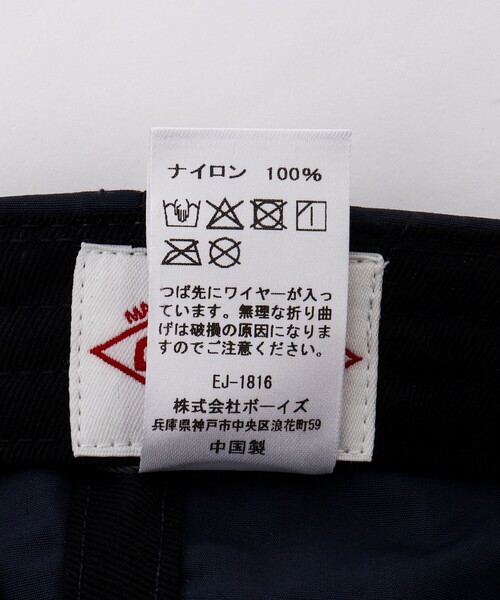 ナイロン 100%
つば先にワイヤーが入っ
ています。無理な折り曲
げは破損の原因になりま
すのでご注意ください。
EJ-1816
株式会社ボーイズ
兵庫県神戸市中央区浪花町59
中国製